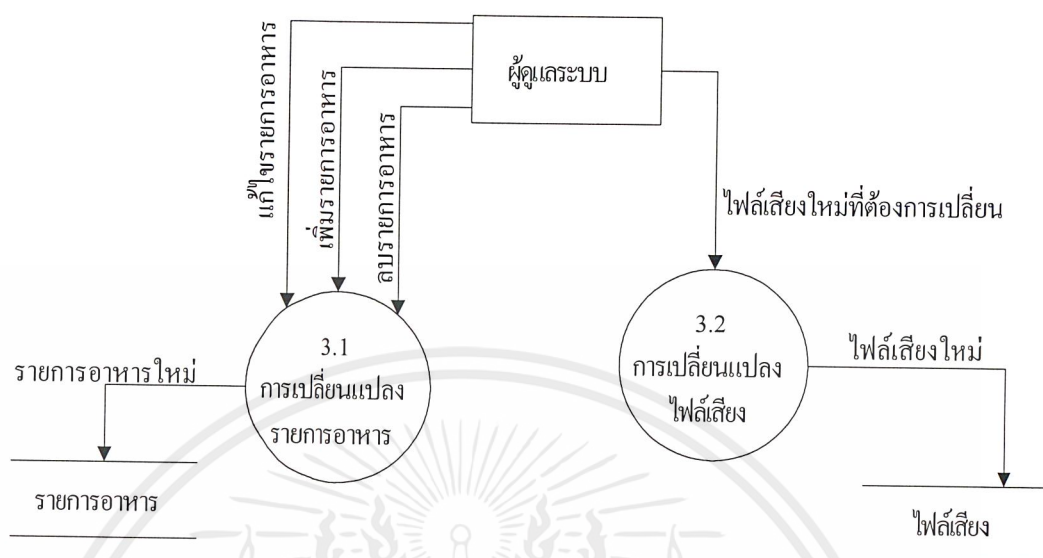 ผู้ดูแลระบบ
แก้ไขรายการอาหาร
เพิ่มรายการอาหาร
ลบรายการอาหาร
ไฟล์เสียงใหม่ที่ต้องการเปลี่ยน
3.1
การเปลี่ยนแปลง
รายการอาหาร
3.2
การเปลี่ยนแปลง
ไฟล์เสียง
รายการอาหารใหม่
ไฟล์เสียงใหม่
รายการอาหาร
ไฟล์เสียง